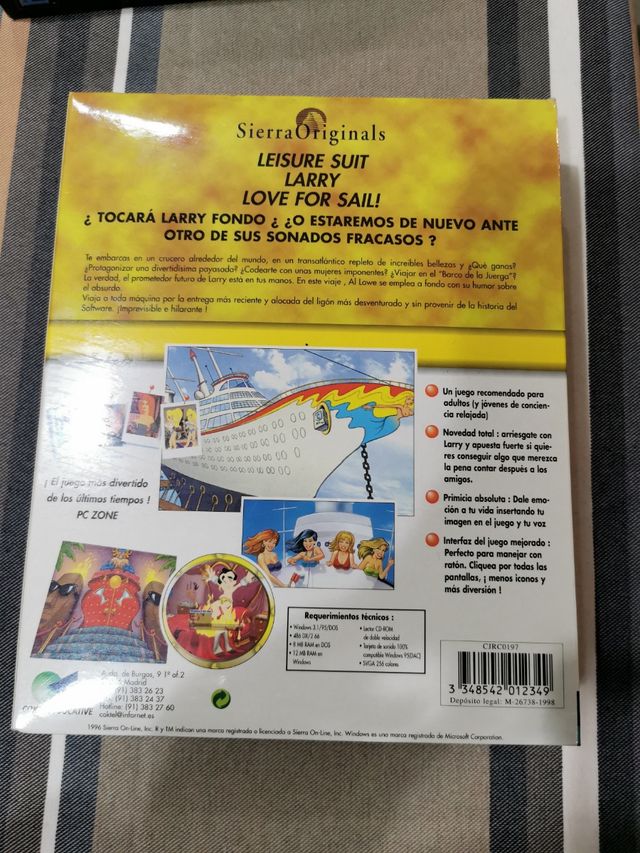 SierraOriginals
LEISURE SUIT
LARRY
LOVE FOR SAIL!
¿ TOCARÁ LARRY FONDO ¿ ¿O ESTAREMOS DE NUEVO ANTE
OTRO DE SUS SONADOS FRACASOS ?
Te embarcas en un crucero alrededor del mundo, en un transatlántico repleto de increíbles bellezas y ¿Qué ganas?
¿Protagonizar una divertidísima payasada? ¿Codearte con unas mujeres imponentes? ¿Viajar en el "Barco de la Juerga"?
La verdad, el prometedor futuro de Larry está en tus manos. En este viaje , Al Lowe se emplea a fondo con su humor sobre
el absurdo.
Viaja a toda máquina por la entrega más reciente y alocada del ligón más desventurado y sin provenir de la historia del
Software. ¡Imprevisible e hilarante !
Un juego recomendado para
adultos (y jóvenes de concien-
cia relajada)
Novedad total : arriesgate con
Larry y apuesta fuerte si quie-
res conseguir algo que merezca
la pena contar después a los
amigos.
Primicia absoluta : Dale emo-
ción a tu vida insertando tu
imagen en el juego y tu voz
Interfaz del juego mejorado :
Perfecto para manejar con
ratón. Cliquea por todas las
pantallas, ¡ menos iconos y
más diversión !
¡ El juego más divertido
de los últimas tiempos !
PC ZONE
Requerimientos técnicos :
• Windows 3.1/95/DOS
• 486 DX/2 66
• 8 MB RAM en DOS
• 12 MB RAM en
Windows
• Lector CD-ROM
de doble velocidad
• Tarjeta de sonido 100%
compatible Windows 95(DAC)
• SVGA 256 colores
Avda. de Burgos, 9 1º of.2
Madrid
(91) 383 26 23
(91) 383 24 37
Hotline: (91) 383 27 60
coktel@infornet.es
EDUCATIVE
CIRC0197
3 348542 012349
Depósito legal: M-26738-1998
1996 Sierra On-Line, Inc. ® y TM indican una marca registrada o licenciada a Sierra On-Line, Inc. Windows es una marca registrada de Microsoft Corporation.